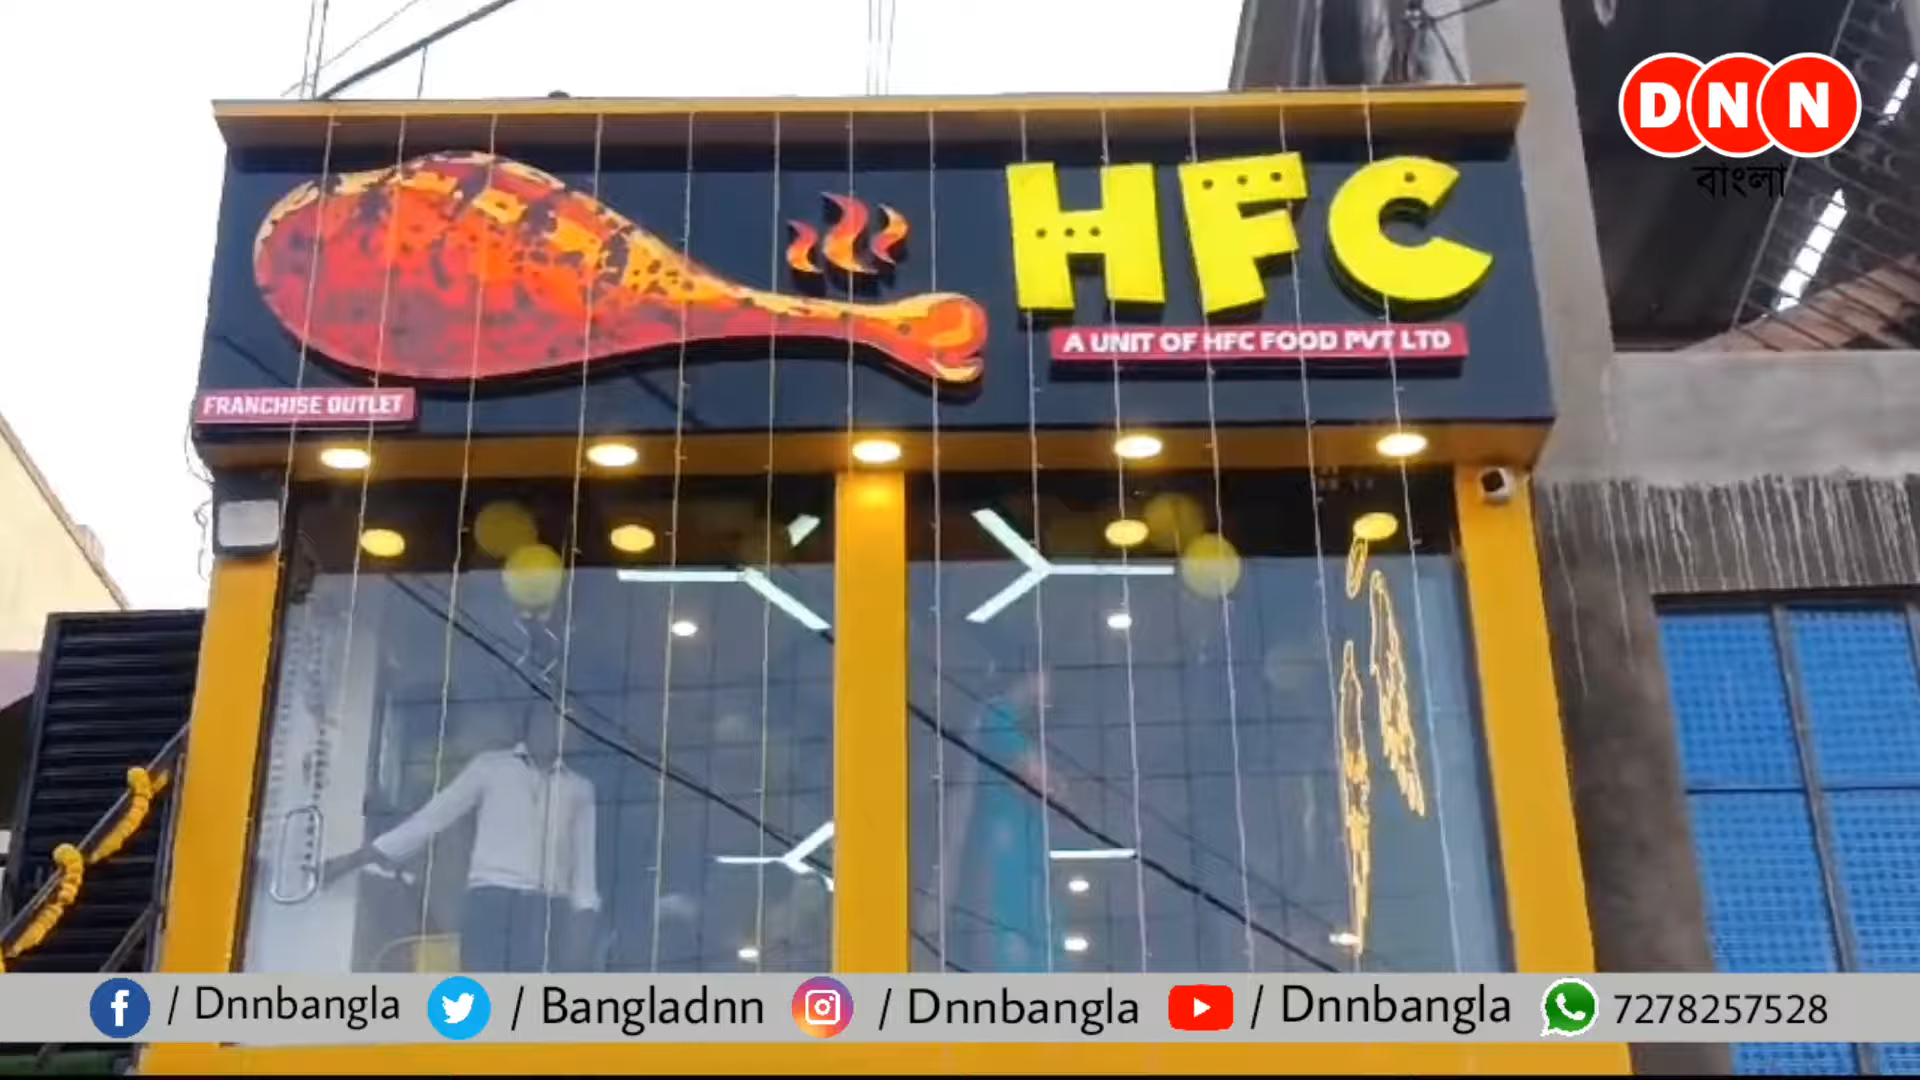 DNN
বাংলা
HFC
A UNIT OF HFC FOOD PVT LTD
FRANCHISE OUTLET
/ Dnnbangla
/ Bangladnn
/ Dnnbangla
/ Dnnbangla
7278257528